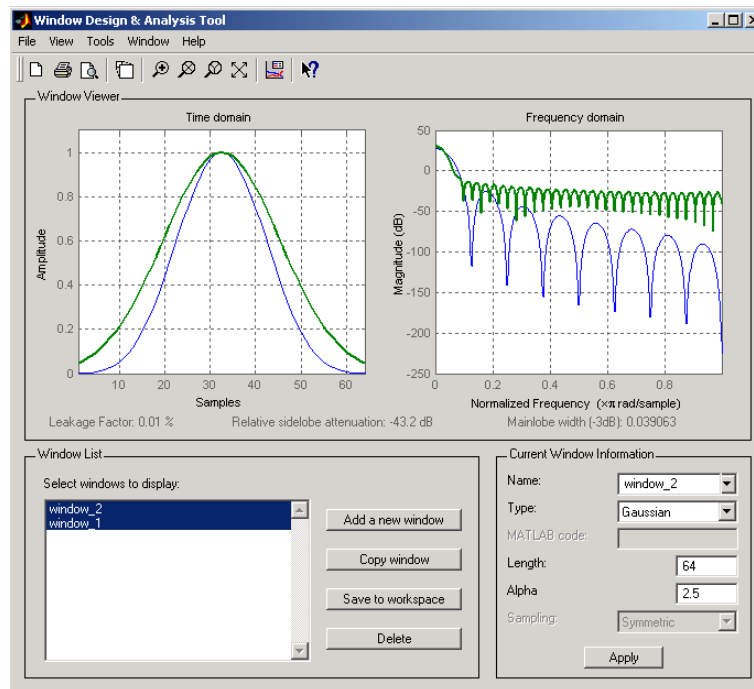 Window Design & Analysis Tool
File View Tools Window Help
Window Viewer
Time domain
Frequency domain
Amplitude
1
0.8
0.6
0.4
0.2
0
10 20 30 40 50 60
Samples
Magnitude (dB)
50
0
-50
-100
-150
-200
-250
0 0.2 0.4 0.6 0.8
Normalized Frequency (×π rad/sample)
Leakage Factor: 0.01 %
Relative sidelobe attenuation: -43.2 dB
Mainlobe width (-3dB): 0.039063
Window List
Select windows to display:
window_2
window_1
Add a new window
Copy window
Save to workspace
Delete
Current Window Information
Name: window_2
Type: Gaussian
MATLAB code:
Length: 64
Alpha 2.5
Sampling: Symmetric
Apply